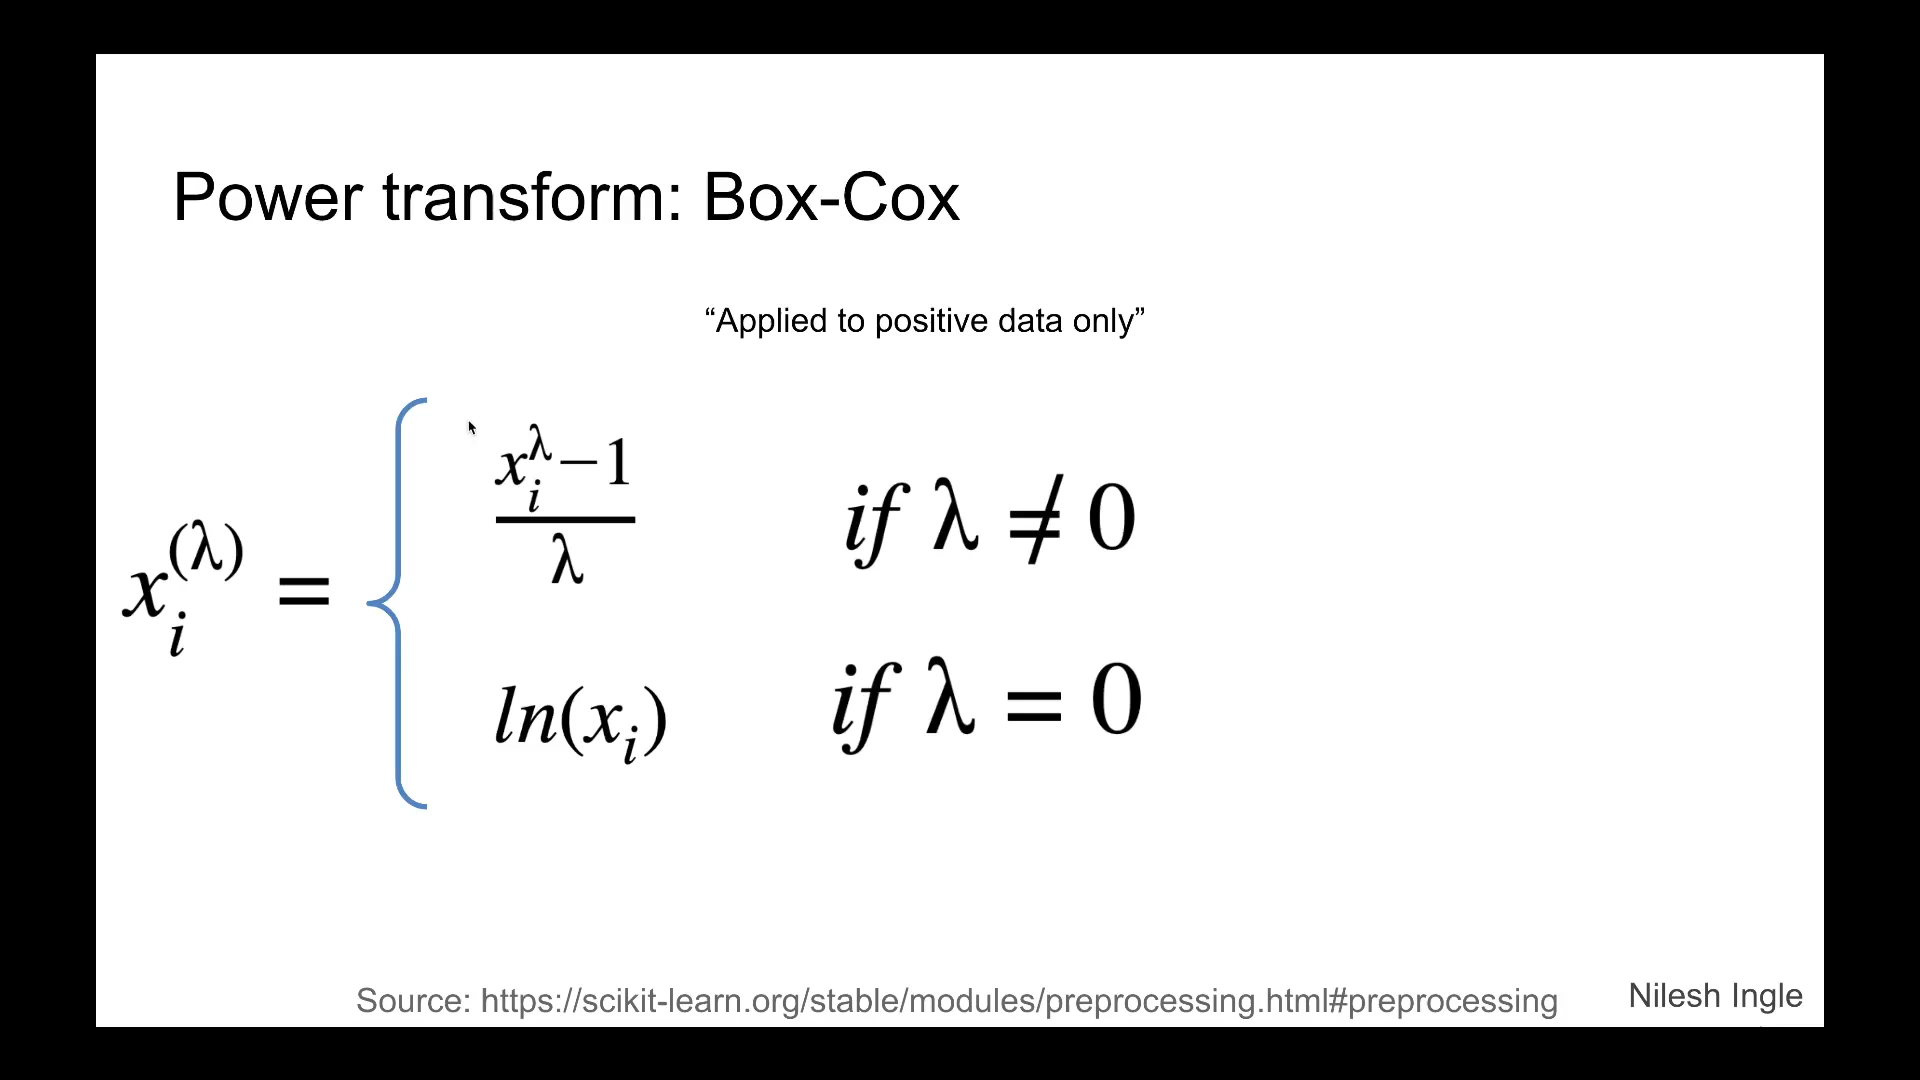 Power transform: Box-Cox
“Applied to positive data only”
x_i^(λ) = { (x_i^λ − 1) / λ if λ ≠ 0
ln(x_i) if λ = 0
Source: https://scikit-learn.org/stable/modules/preprocessing.html#preprocessing
Nilesh Ingle